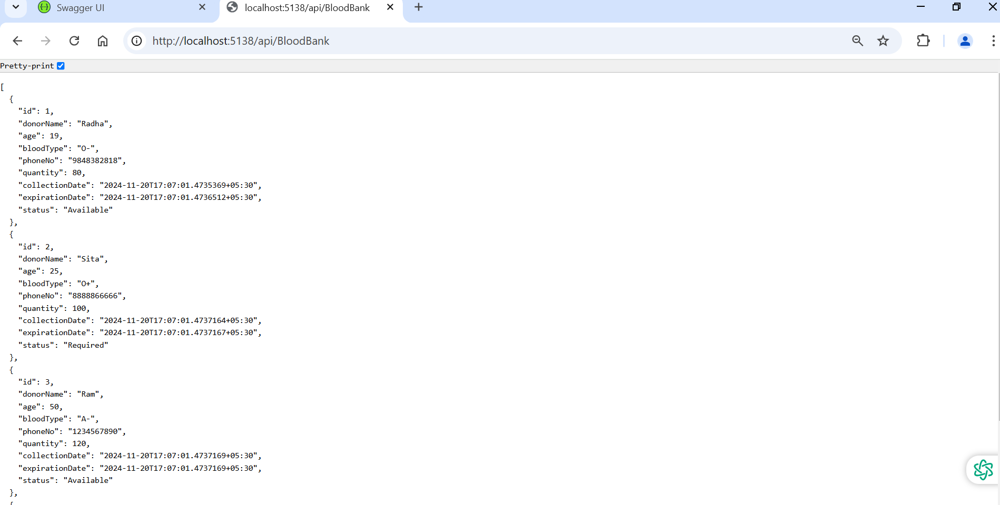 Swagger UI
localhost:5138/api/BloodBank
http://localhost:5138/api/BloodBank
Pretty-print
[
  {
    "id": 1,
    "donorName": "Radha",
    "age": 19,
    "bloodType": "O-",
    "phoneNo": "9848382818",
    "quantity": 80,
    "collectionDate": "2024-11-20T17:07:01.4735369+05:30",
    "expirationDate": "2024-11-20T17:07:01.4736512+05:30",
    "status": "Available"
  },
  {
    "id": 2,
    "donorName": "Sita",
    "age": 25,
    "bloodType": "O+",
    "phoneNo": "8888866666",
    "quantity": 100,
    "collectionDate": "2024-11-20T17:07:01.4737164+05:30",
    "expirationDate": "2024-11-20T17:07:01.4737167+05:30",
    "status": "Required"
  },
  {
    "id": 3,
    "donorName": "Ram",
    "age": 50,
    "bloodType": "A-",
    "phoneNo": "1234567890",
    "quantity": 120,
    "collectionDate": "2024-11-20T17:07:01.4737169+05:30",
    "expirationDate": "2024-11-20T17:07:01.4737169+05:30",
    "status": "Available"
  },
  {